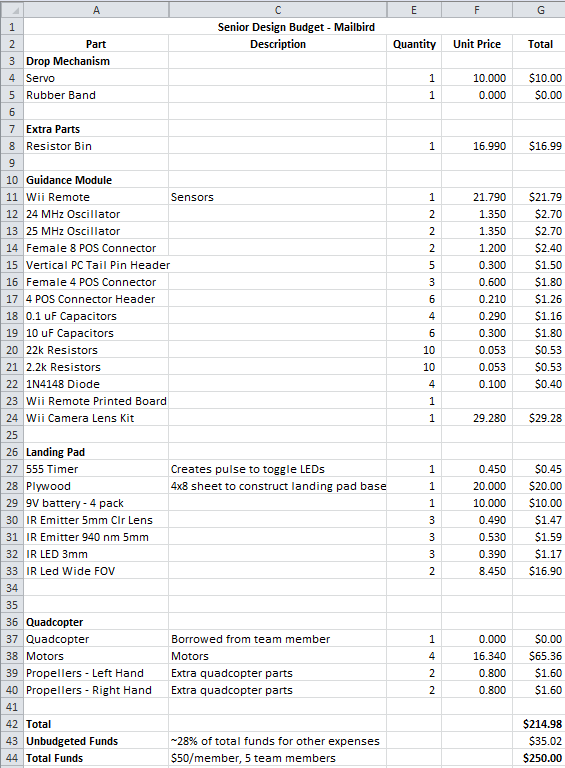 A C E F G
1 Senior Design Budget - Mailbird
2 Part Description Quantity Unit Price Total
3 Drop Mechanism
4 Servo 1 10.000 $10.00
5 Rubber Band 1 0.000 $0.00
6
7 Extra Parts
8 Resistor Bin 1 16.990 $16.99
9
10 Guidance Module
11 Wii Remote Sensors 1 21.790 $21.79
12 24 MHz Oscillator 2 1.350 $2.70
13 25 MHz Oscillator 2 1.350 $2.70
14 Female 8 POS Connector 2 1.200 $2.40
15 Vertical PC Tail Pin Header 5 0.300 $1.50
16 Female 4 POS Connector 3 0.600 $1.80
17 4 POS Connector Header 6 0.210 $1.26
18 0.1 uF Capacitors 4 0.290 $1.16
19 10 uF Capacitors 6 0.300 $1.80
20 22k Resistors 10 0.053 $0.53
21 2.2k Resistors 10 0.053 $0.53
22 1N4148 Diode 4 0.100 $0.40
23 Wii Remote Printed Board 1
24 Wii Camera Lens Kit 1 29.280 $29.28
25
26 Landing Pad
27 555 Timer Creates pulse to toggle LEDs 1 0.450 $0.45
28 Plywood 4x8 sheet to construct landing pad base 1 20.000 $20.00
29 9V battery - 4 pack 1 10.000 $10.00
30 IR Emitter 5mm Clr Lens 3 0.490 $1.47
31 IR Emitter 940 nm 5mm 3 0.530 $1.59
32 IR LED 3mm 3 0.390 $1.17
33 IR Led Wide FOV 2 8.450 $16.90
34
35
36 Quadcopter
37 Quadcopter Borrowed from team member 1 0.000 $0.00
38 Motors Motors 4 16.340 $65.36
39 Propellers - Left Hand Extra quadcopter parts 2 0.800 $1.60
40 Propellers - Right Hand Extra quadcopter parts 2 0.800 $1.60
41
42 Total $214.98
43 Unbudgeted Funds ~28% of total funds for other expenses $35.02
44 Total Funds $50/member, 5 team members $250.00